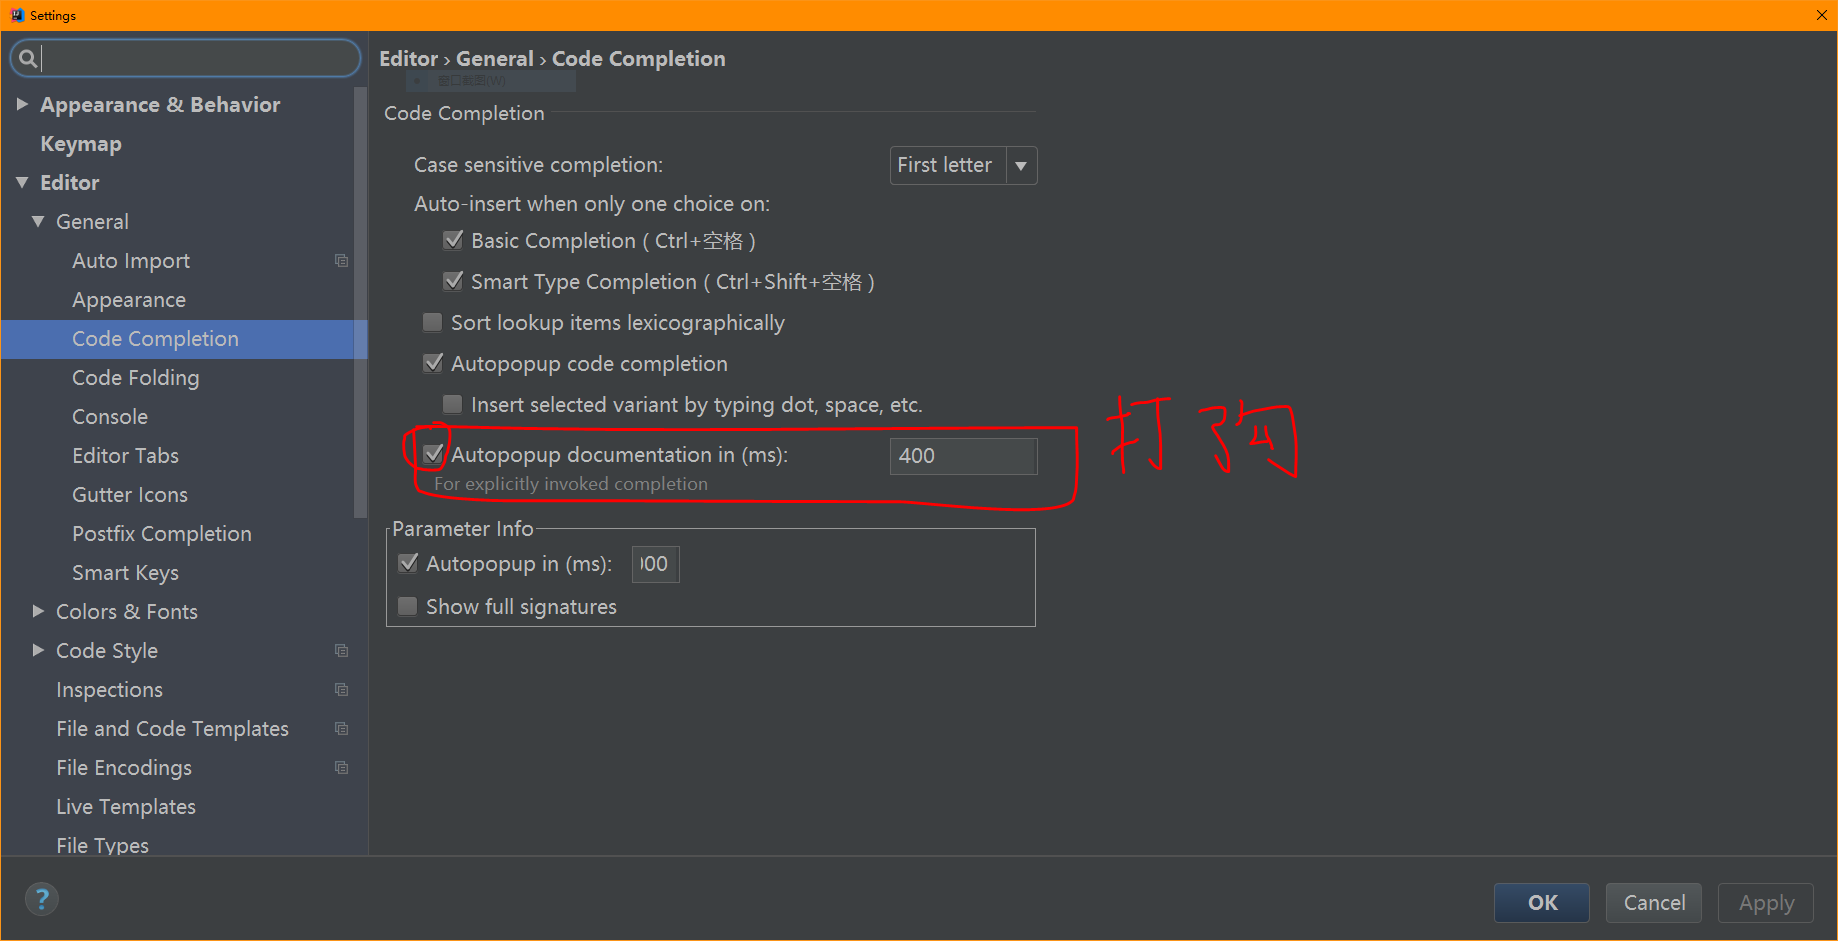 Settings
Editor › General › Code Completion
窗口截图(W)
Appearance & Behavior
Keymap
Editor
General
Auto Import
Appearance
Code Completion
Code Folding
Console
Editor Tabs
Gutter Icons
Postfix Completion
Smart Keys
Colors & Fonts
Code Style
Inspections
File and Code Templates
File Encodings
Live Templates
File Types
Code Completion
Case sensitive completion: First letter
Auto-insert when only one choice on:
Basic Completion ( Ctrl+空格 )
Smart Type Completion ( Ctrl+Shift+空格 )
Sort lookup items lexicographically
Autopopup code completion
Insert selected variant by typing dot, space, etc.
Autopopup documentation in (ms): 400
For explicitly invoked completion
打
Parameter Info
Autopopup in (ms): 00
Show full signatures
?
OK Cancel Apply